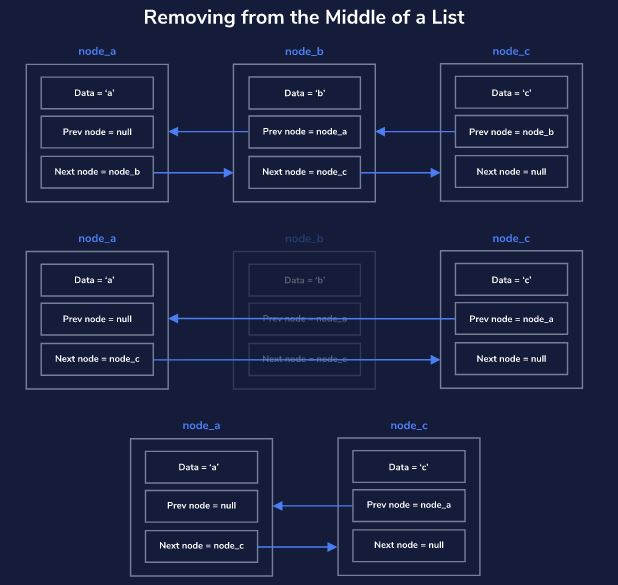 Removing from the Middle of a List
node_a
node_b
node_c
Data = ‘a’
Data = ‘b’
Data = ‘c’
Prev node = null
Prev node = node_a
Prev node = node_b
Next node = node_b
Next node = node_c
Next node = null
node_a
node_b
node_c
Data = ‘a’
Data = ‘b’
Data = ‘c’
Prev node = null
Prev node = node_a
Prev node = node_a
Next node = node_c
Next node = node_c
Next node = null
node_a
node_c
Data = ‘a’
Data = ‘c’
Prev node = null
Prev node = node_a
Next node = node_c
Next node = null